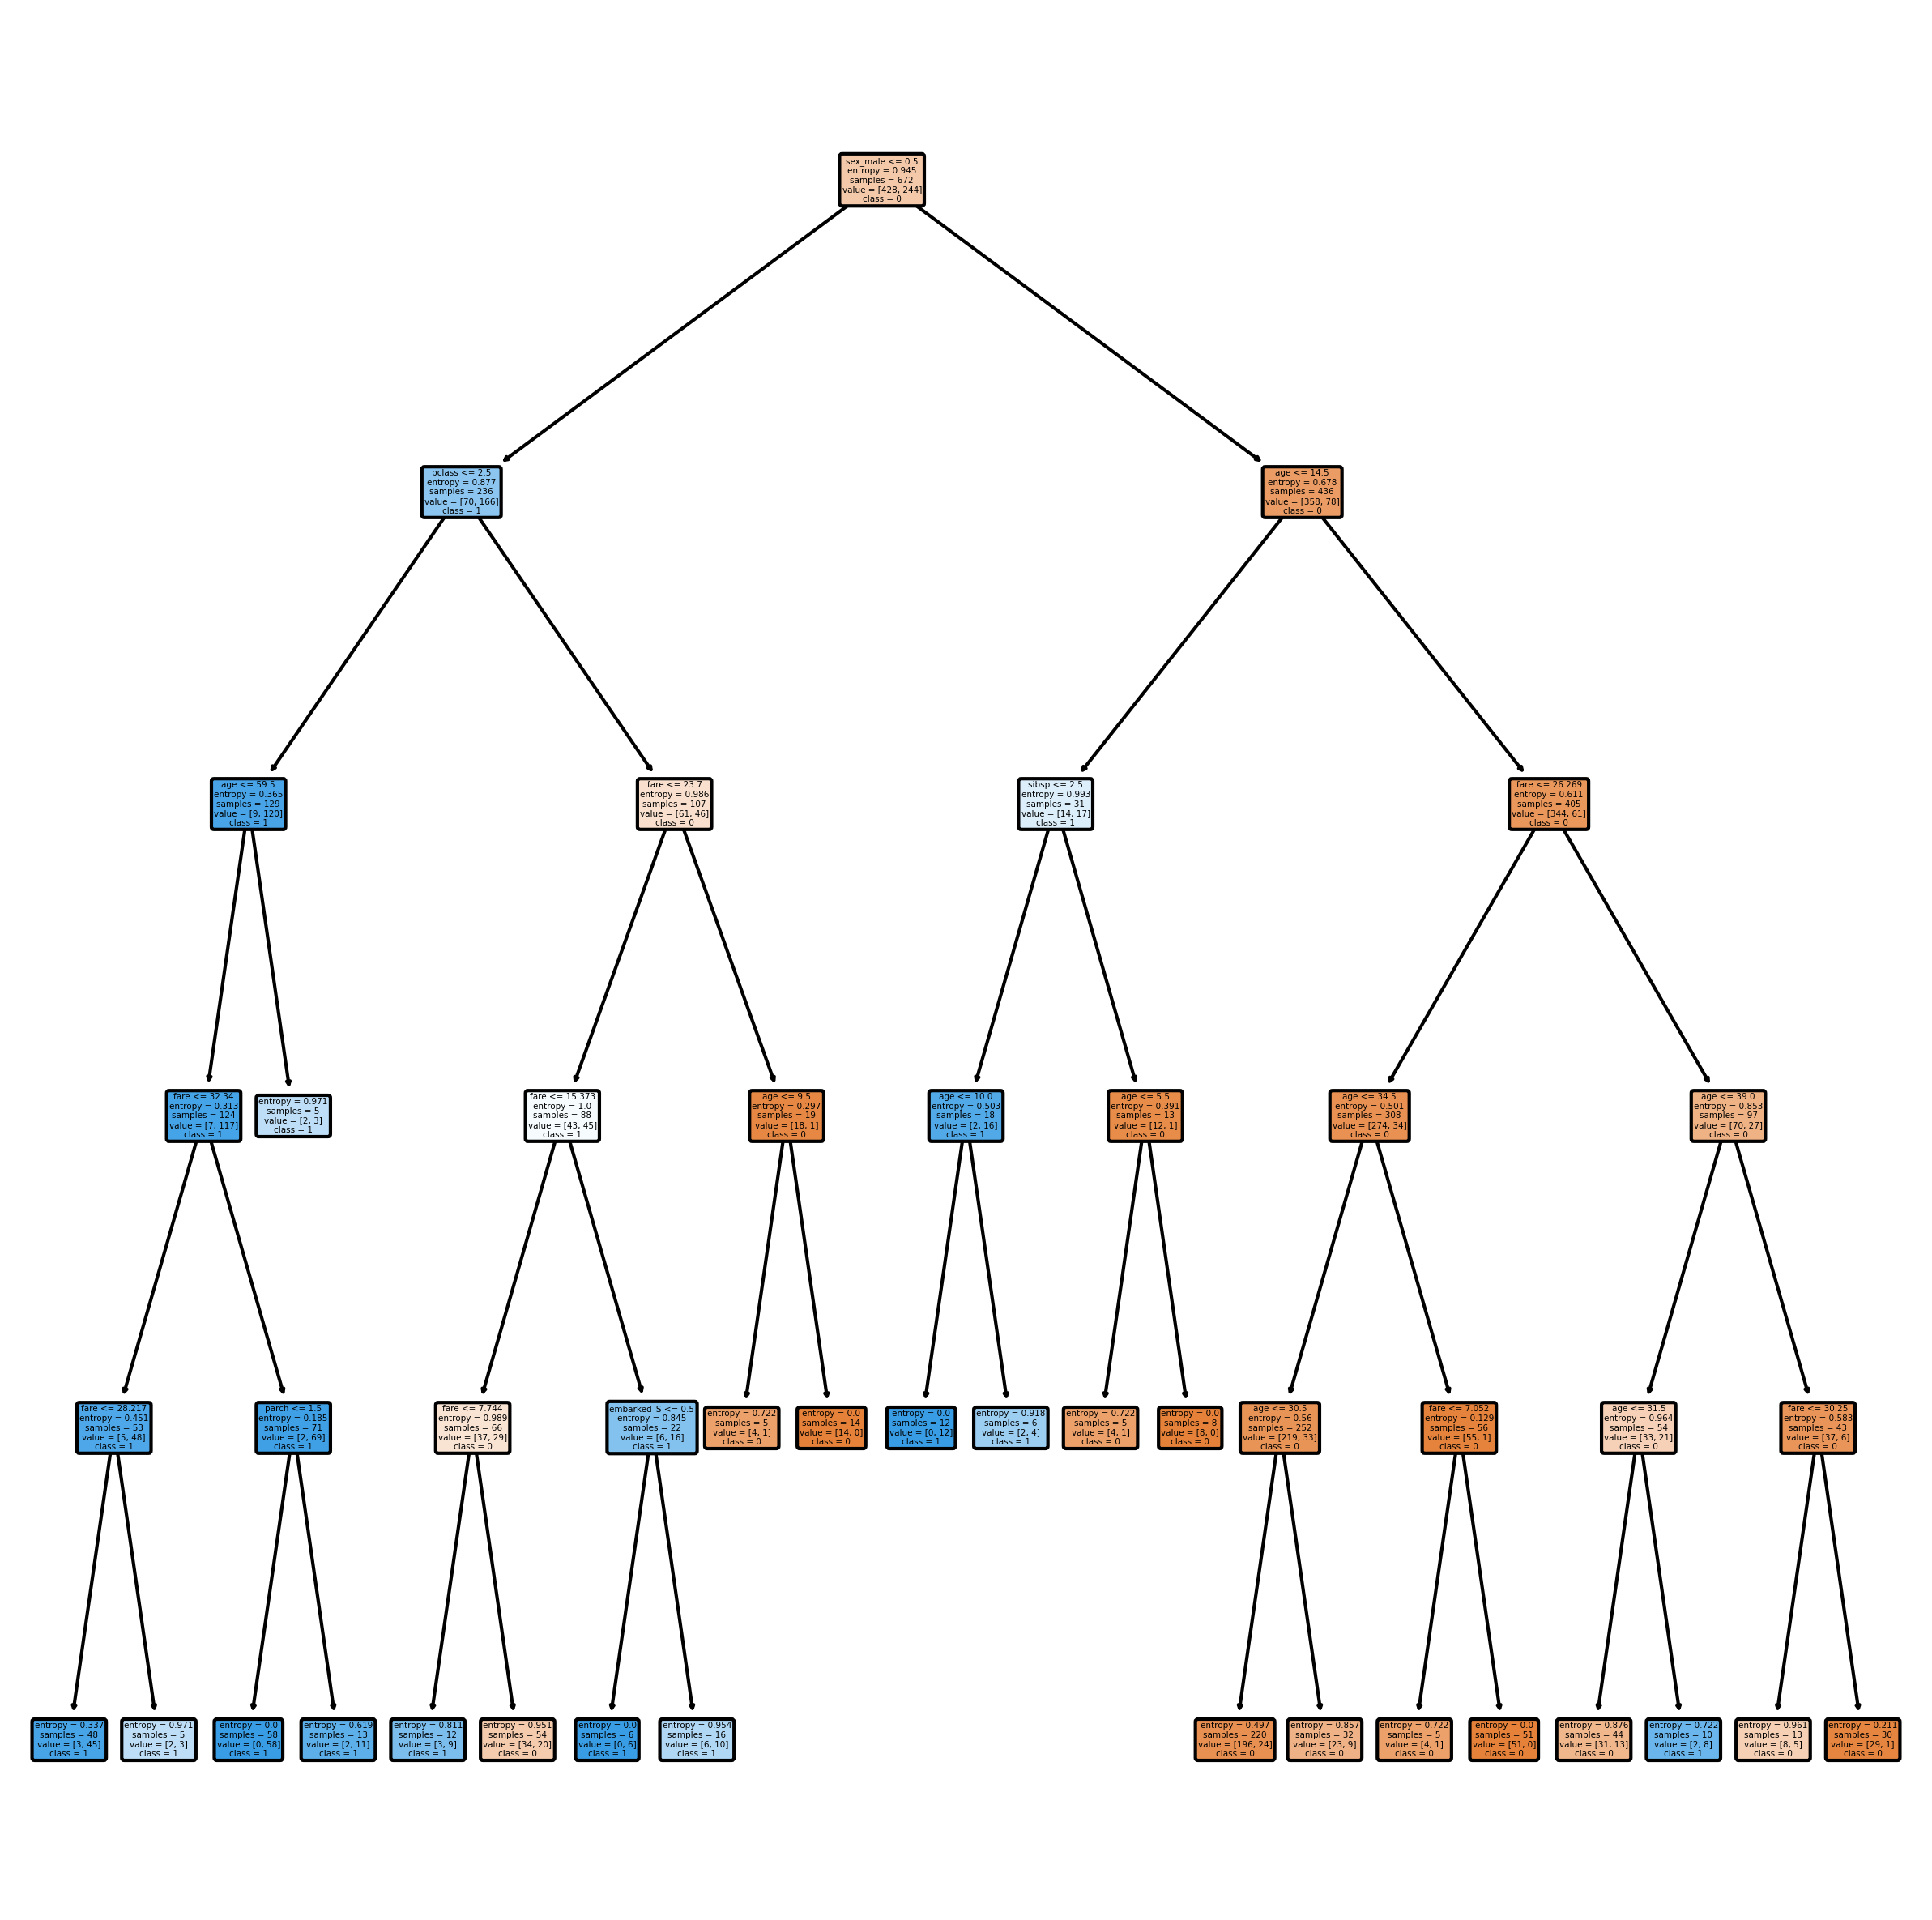 sex_male <= 0.5
entropy = 0.945
samples = 672
value = [428, 244]
class = 0
pclass <= 2.5
entropy = 0.877
samples = 236
value = [70, 166]
class = 1
age <= 14.5
entropy = 0.678
samples = 436
value = [358, 78]
class = 0
age <= 59.5
entropy = 0.365
samples = 129
value = [9, 120]
class = 1
fare <= 23.7
entropy = 0.986
samples = 107
value = [61, 46]
class = 0
sibsp <= 2.5
entropy = 0.993
samples = 31
value = [14, 17]
class = 1
fare <= 26.269
entropy = 0.611
samples = 405
value = [344, 61]
class = 0
fare <= 32.34
entropy = 0.313
samples = 124
value = [7, 117]
class = 1
entropy = 0.971
samples = 5
value = [2, 3]
class = 1
fare <= 15.373
entropy = 1.0
samples = 88
value = [43, 45]
class = 1
age <= 9.5
entropy = 0.297
samples = 19
value = [18, 1]
class = 0
age <= 10.0
entropy = 0.503
samples = 18
value = [2, 16]
class = 1
age <= 5.5
entropy = 0.391
samples = 13
value = [12, 1]
class = 0
age <= 34.5
entropy = 0.501
samples = 308
value = [274, 34]
class = 0
age <= 39.0
entropy = 0.853
samples = 97
value = [70, 27]
class = 0
fare <= 28.217
entropy = 0.451
samples = 53
value = [5, 48]
class = 1
parch <= 1.5
entropy = 0.185
samples = 71
value = [2, 69]
class = 1
fare <= 7.744
entropy = 0.989
samples = 66
value = [37, 29]
class = 0
embarked_S <= 0.5
entropy = 0.845
samples = 22
value = [6, 16]
class = 1
entropy = 0.722
samples = 5
value = [4, 1]
class = 0
entropy = 0.0
samples = 14
value = [14, 0]
class = 0
entropy = 0.0
samples = 12
value = [0, 12]
class = 1
entropy = 0.918
samples = 6
value = [2, 4]
class = 1
entropy = 0.722
samples = 5
value = [4, 1]
class = 0
entropy = 0.0
samples = 8
value = [8, 0]
class = 0
age <= 30.5
entropy = 0.56
samples = 252
value = [219, 33]
class = 0
fare <= 7.052
entropy = 0.129
samples = 56
value = [55, 1]
class = 0
age <= 31.5
entropy = 0.964
samples = 54
value = [33, 21]
class = 0
fare <= 30.25
entropy = 0.583
samples = 43
value = [37, 6]
class = 0
entropy = 0.337
samples = 48
value = [3, 45]
class = 1
entropy = 0.971
samples = 5
value = [2, 3]
class = 1
entropy = 0.0
samples = 58
value = [0, 58]
class = 1
entropy = 0.619
samples = 13
value = [2, 11]
class = 1
entropy = 0.811
samples = 12
value = [3, 9]
class = 1
entropy = 0.951
samples = 54
value = [34, 20]
class = 0
entropy = 0.0
samples = 6
value = [0, 6]
class = 1
entropy = 0.954
samples = 16
value = [6, 10]
class = 1
entropy = 0.497
samples = 220
value = [196, 24]
class = 0
entropy = 0.857
samples = 32
value = [23, 9]
class = 0
entropy = 0.722
samples = 5
value = [4, 1]
class = 0
entropy = 0.0
samples = 51
value = [51, 0]
class = 0
entropy = 0.876
samples = 44
value = [31, 13]
class = 0
entropy = 0.722
samples = 10
value = [2, 8]
class = 1
entropy = 0.961
samples = 13
value = [8, 5]
class = 0
entropy = 0.211
samples = 30
value = [29, 1]
class = 0